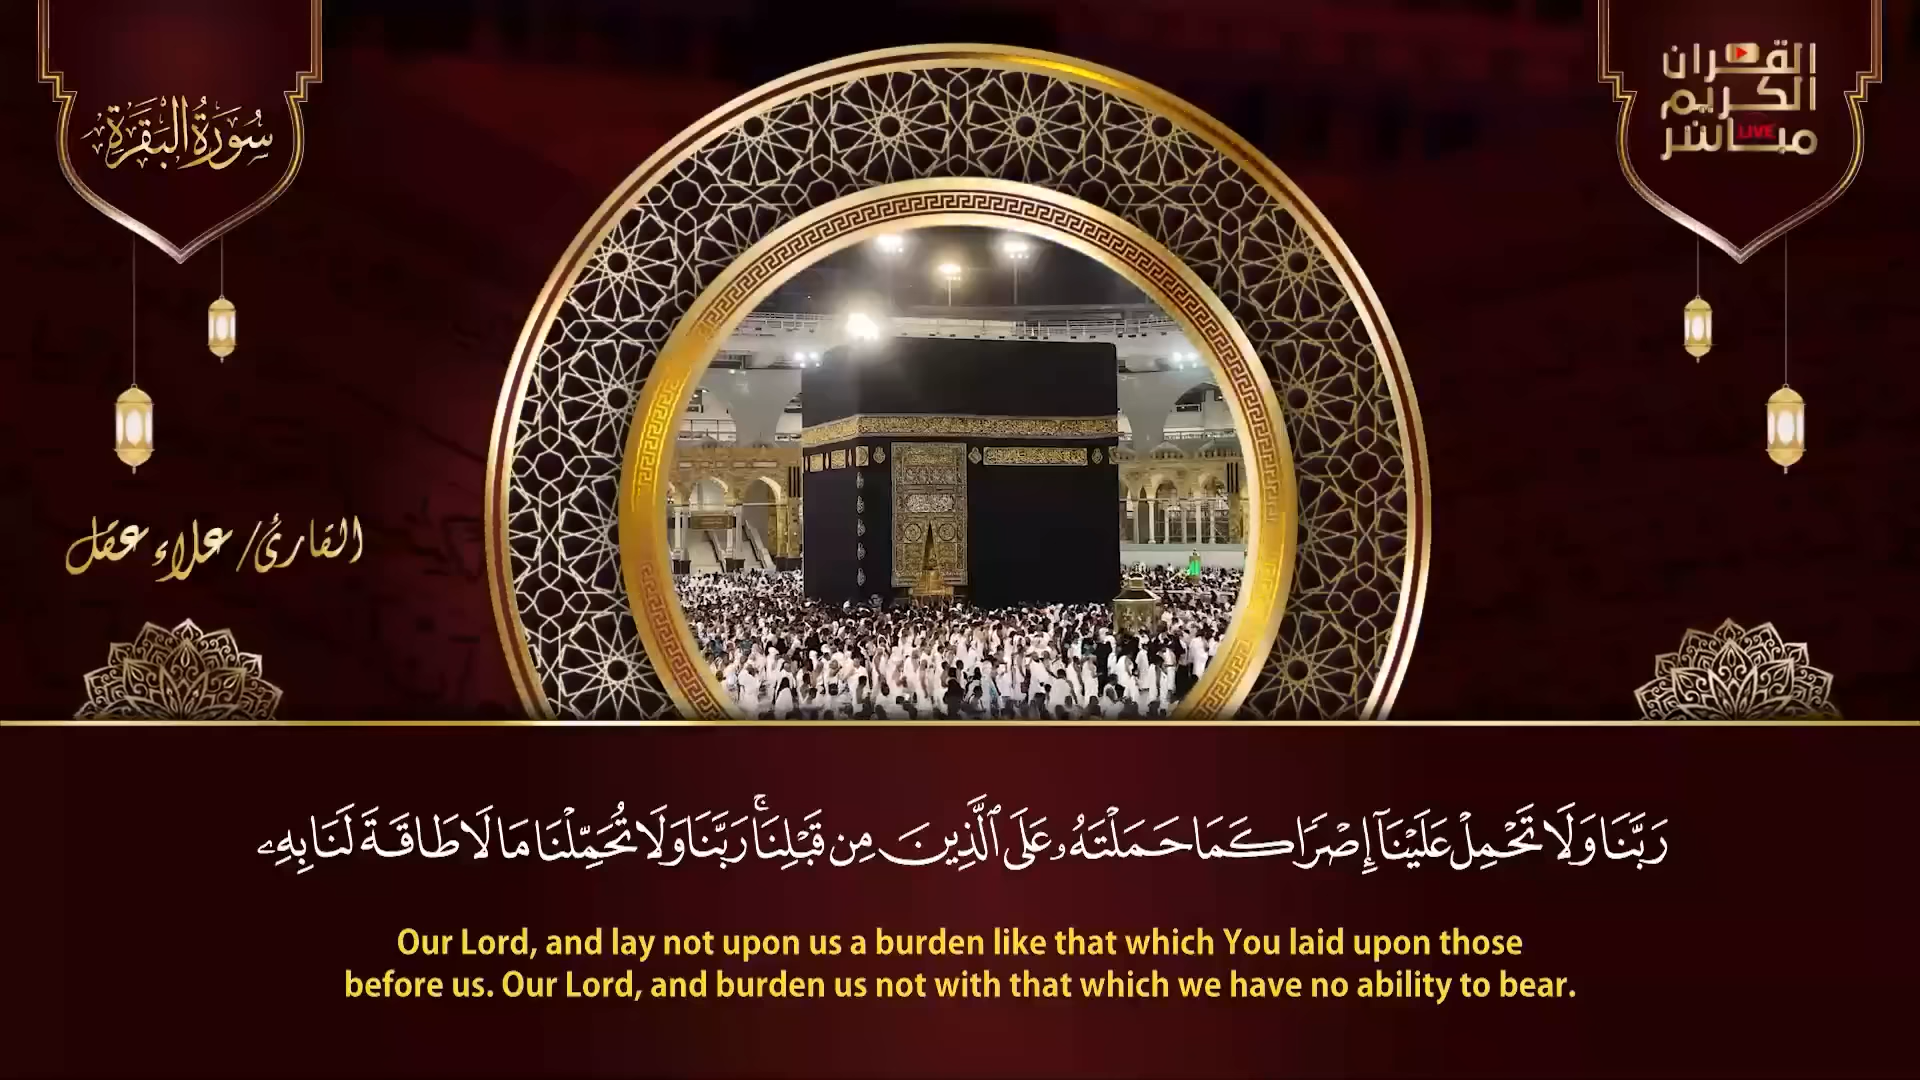 سُورَةُ البَقَرَةِ
القران
الكريم
مباشر
LIVE
القارئ/ علاء عقل
رَبَّنَا وَلَا تَحْمِلْ عَلَيْنَآ إِصْرًا كَمَا حَمَلْتَهُۥ عَلَى ٱلَّذِينَ مِن قَبْلِنَاۚ رَبَّنَا وَلَا تُحَمِّلْنَا مَا لَا طَاقَةَ لَنَا بِهِۦ
Our Lord, and lay not upon us a burden like that which You laid upon those
before us. Our Lord, and burden us not with that which we have no ability to bear.